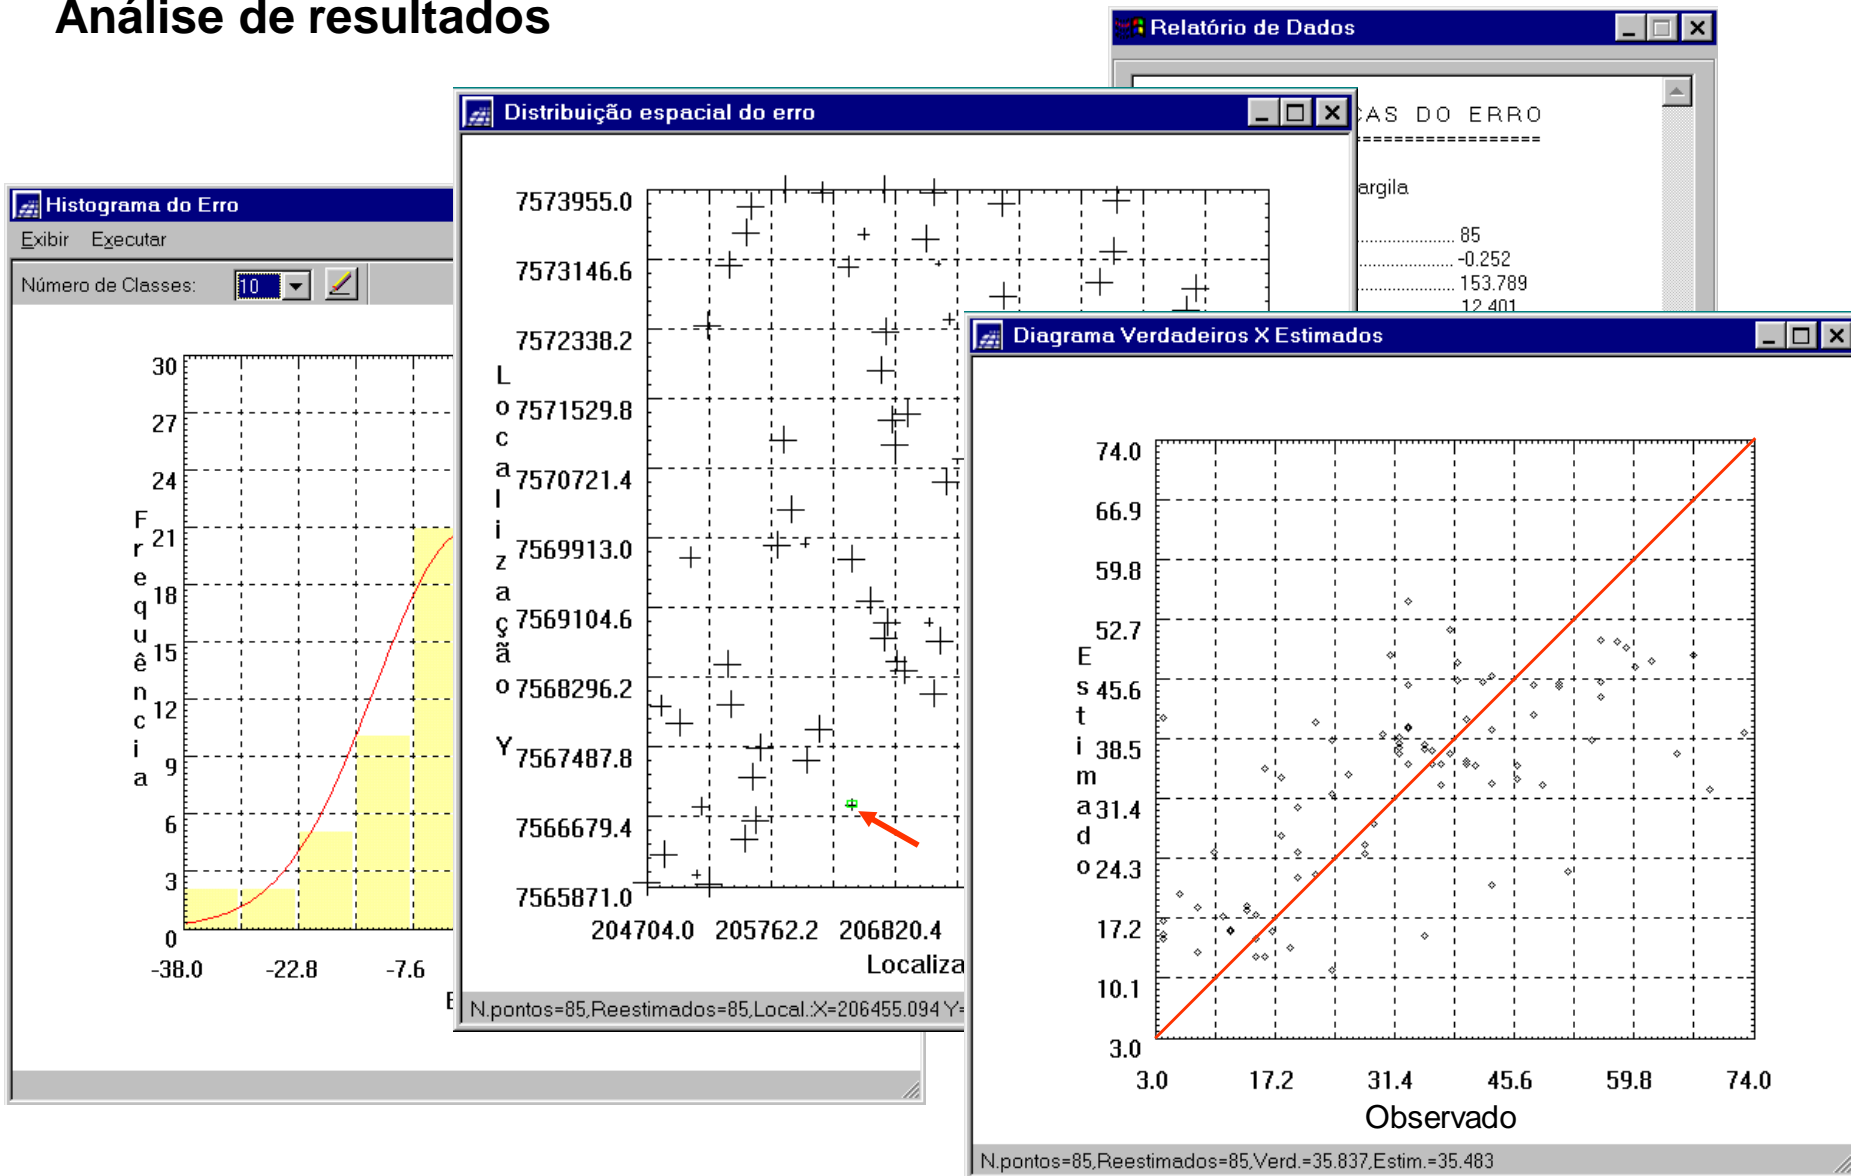 Análise de resultados
Relatório de Dados
CAS DO ERRO
==================
argila
85
-0.252
153.789
12.401
Distribuição espacial do erro
7573955.0
7573146.6
7572338.2
7571529.8
7570721.4
7569913.0
7569104.6
7568296.2
7567487.8
7566679.4
7565871.0
Localização Y
204704.0 205762.2 206820.4
Localiza
N.pontos=85,Reestimados=85,Local.:X=206455.094 Y=
Histograma do Erro
Exibir Executar
Número de Classes: 10
30
27
24
21
18
15
12
9
6
3
0
Frequência
-38.0 -22.8 -7.6
E
Diagrama Verdadeiros X Estimados
74.0
66.9
59.8
52.7
45.6
38.5
31.4
24.3
17.2
10.1
3.0
Estimado
3.0 17.2 31.4 45.6 59.8 74.0
Observado
N.pontos=85,Reestimados=85,Verd.=35.837,Estim.=35.483